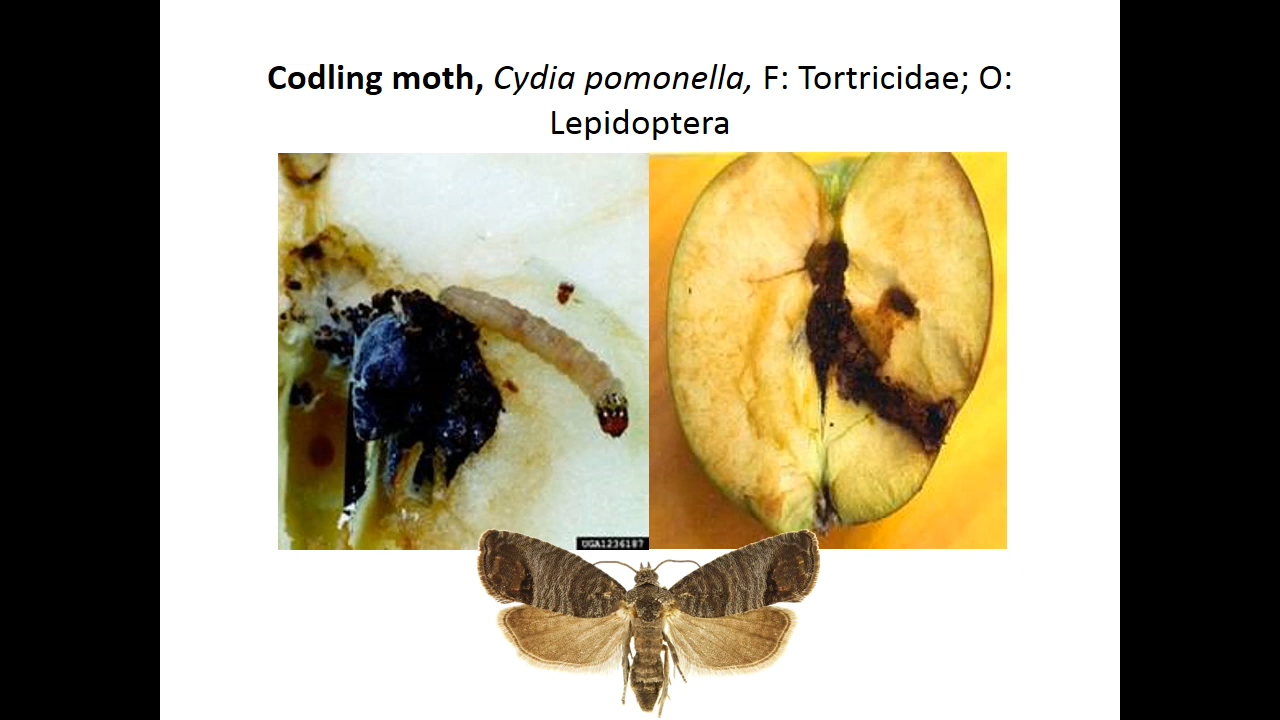 Codling moth, Cydia pomonella, F: Tortricidae; O:
Lepidoptera
UGA1236187